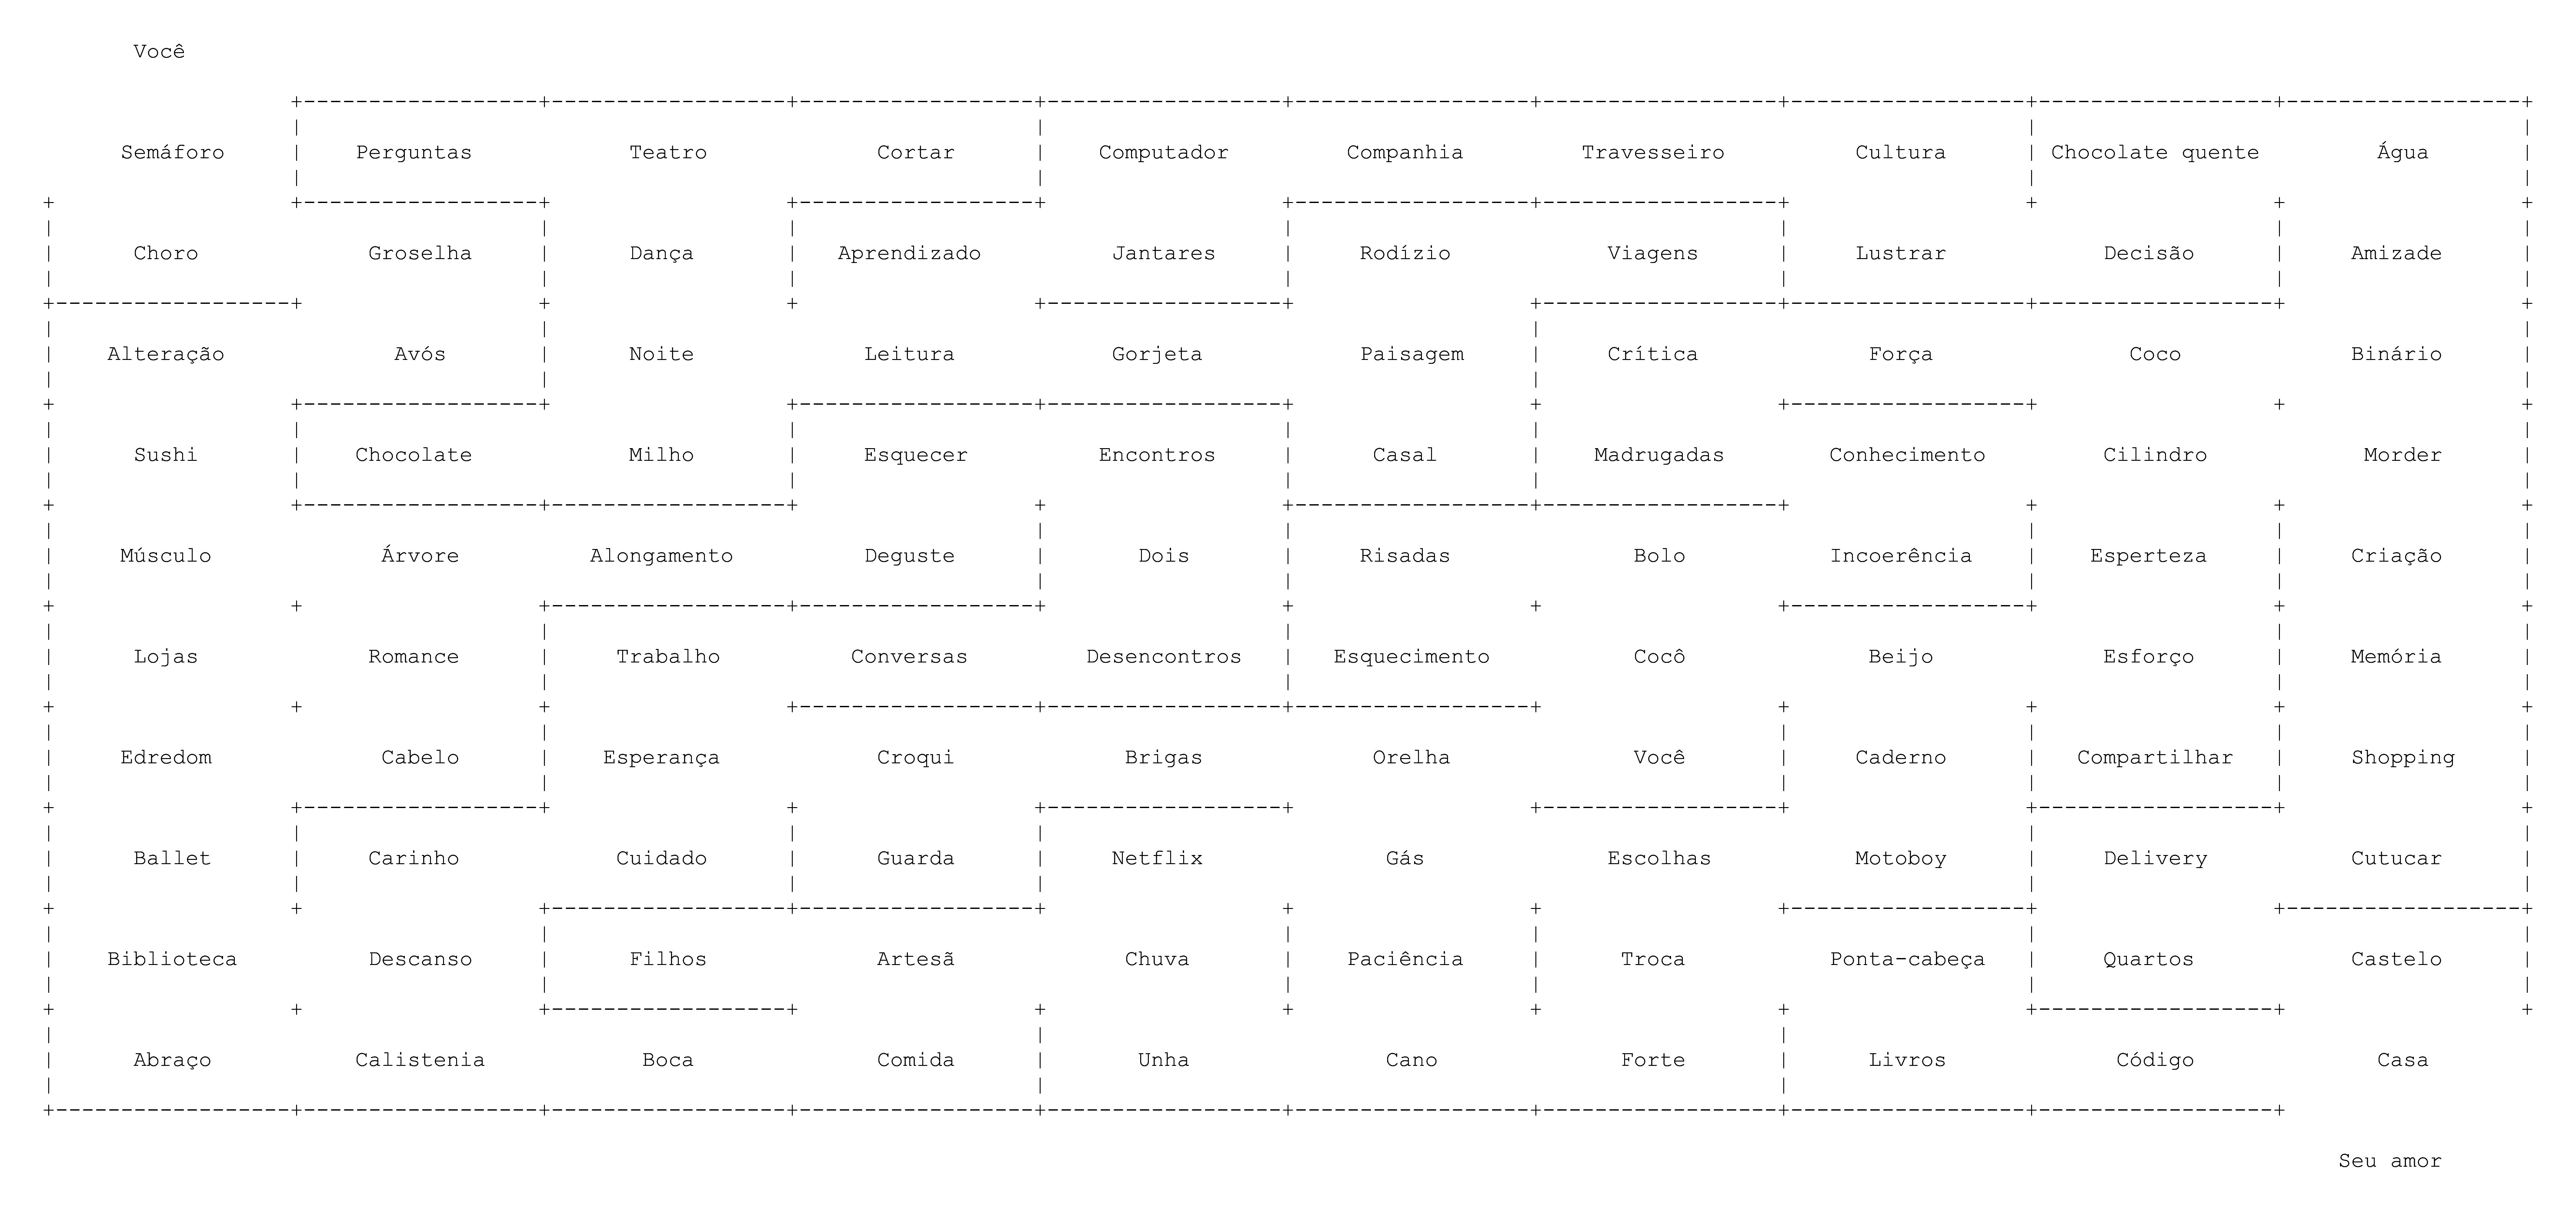 Você
Semáforo Perguntas Teatro Cortar Computador Companhia Travesseiro Cultura Chocolate quente Água
Choro Groselha Dança Aprendizado Jantares Rodízio Viagens Lustrar Decisão Amizade
Alteração Avós Noite Leitura Gorjeta Paisagem Crítica Força Coco Binário
Sushi Chocolate Milho Esquecer Encontros Casal Madrugadas Conhecimento Cilindro Morder
Músculo Árvore Alongamento Deguste Dois Risadas Bolo Incoerência Esperteza Criação
Lojas Romance Trabalho Conversas Desencontros Esquecimento Cocô Beijo Esforço Memória
Edredom Cabelo Esperança Croqui Brigas Orelha Você Caderno Compartilhar Shopping
Ballet Carinho Cuidado Guarda Netflix Gás Escolhas Motoboy Delivery Cutucar
Biblioteca Descanso Filhos Artesã Chuva Paciência Troca Ponta-cabeça Quartos Castelo
Abraço Calistenia Boca Comida Unha Cano Forte Livros Código Casa
Seu amor